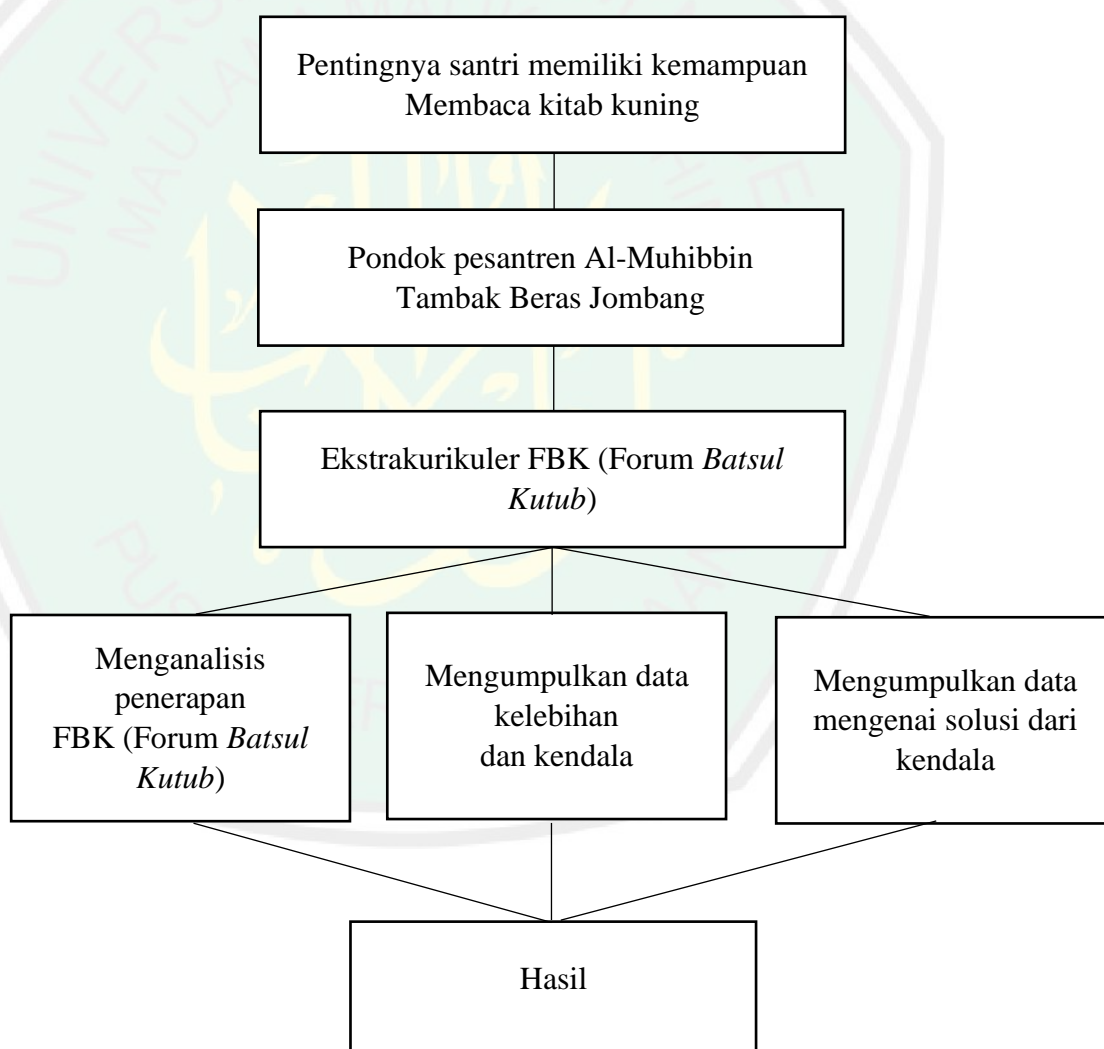 Pentingnya santri memiliki kemampuan
Membaca kitab kuning
Pondok pesantren Al-Muhibbin
Tambak Beras Jombang
Ekstrakurikuler FBK (Forum Batsul
Kutub)
Menganalisis
penerapan
FBK (Forum Batsul
Kutub)
Mengumpulkan data
kelebihan
dan kendala
Mengumpulkan data
mengenai solusi dari
kendala
Hasil